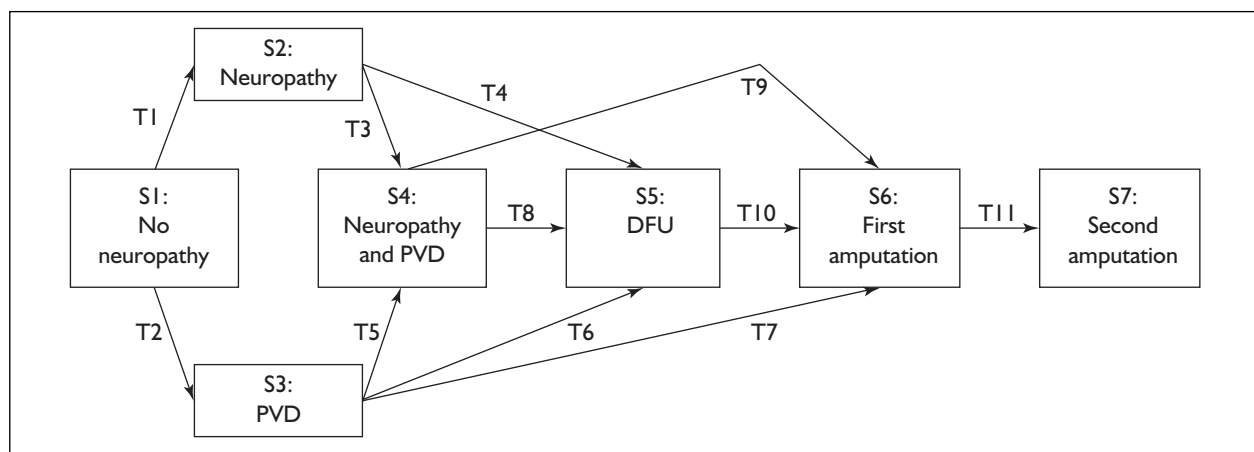 S2:
Neuropathy
T1
T3
T4
T9
S1:
No
neuropathy
S4:
Neuropathy
and PVD
T8
S5:
DFU
T10
S6:
First
amputation
T11
S7:
Second
amputation
T2
T5
T6
T7
S3:
PVD